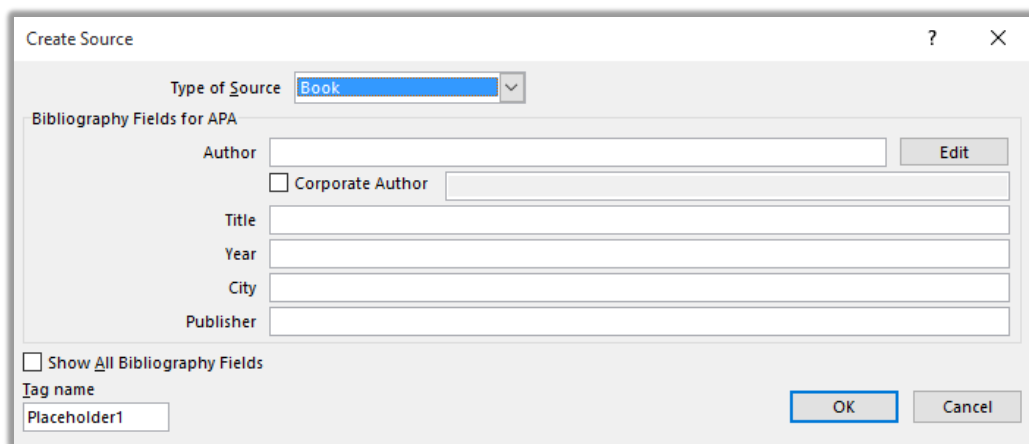 Create Source ?
Type of Source Book
Bibliography Fields for APA
Author Edit
Corporate Author
Title
Year
City
Publisher
Show All Bibliography Fields
Tag name
Placeholder1
OK Cancel